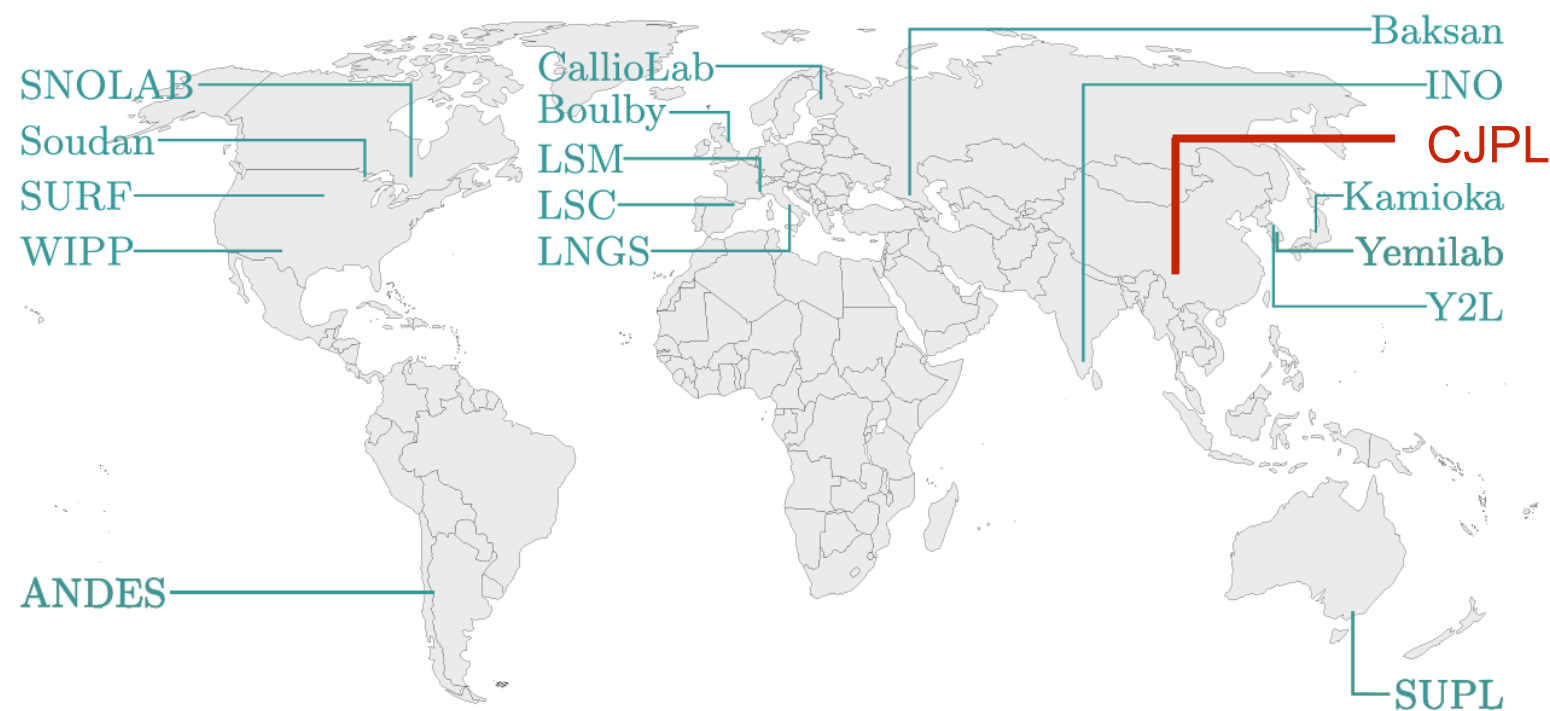 SNOLAB
Soudan
SURF
WIPP
ANDES
CallioLab
Boulby
LSM
LSC
LNGS
Baksan
INO
CJPL
Kamioka
Yemilab
Y2L
SUPL